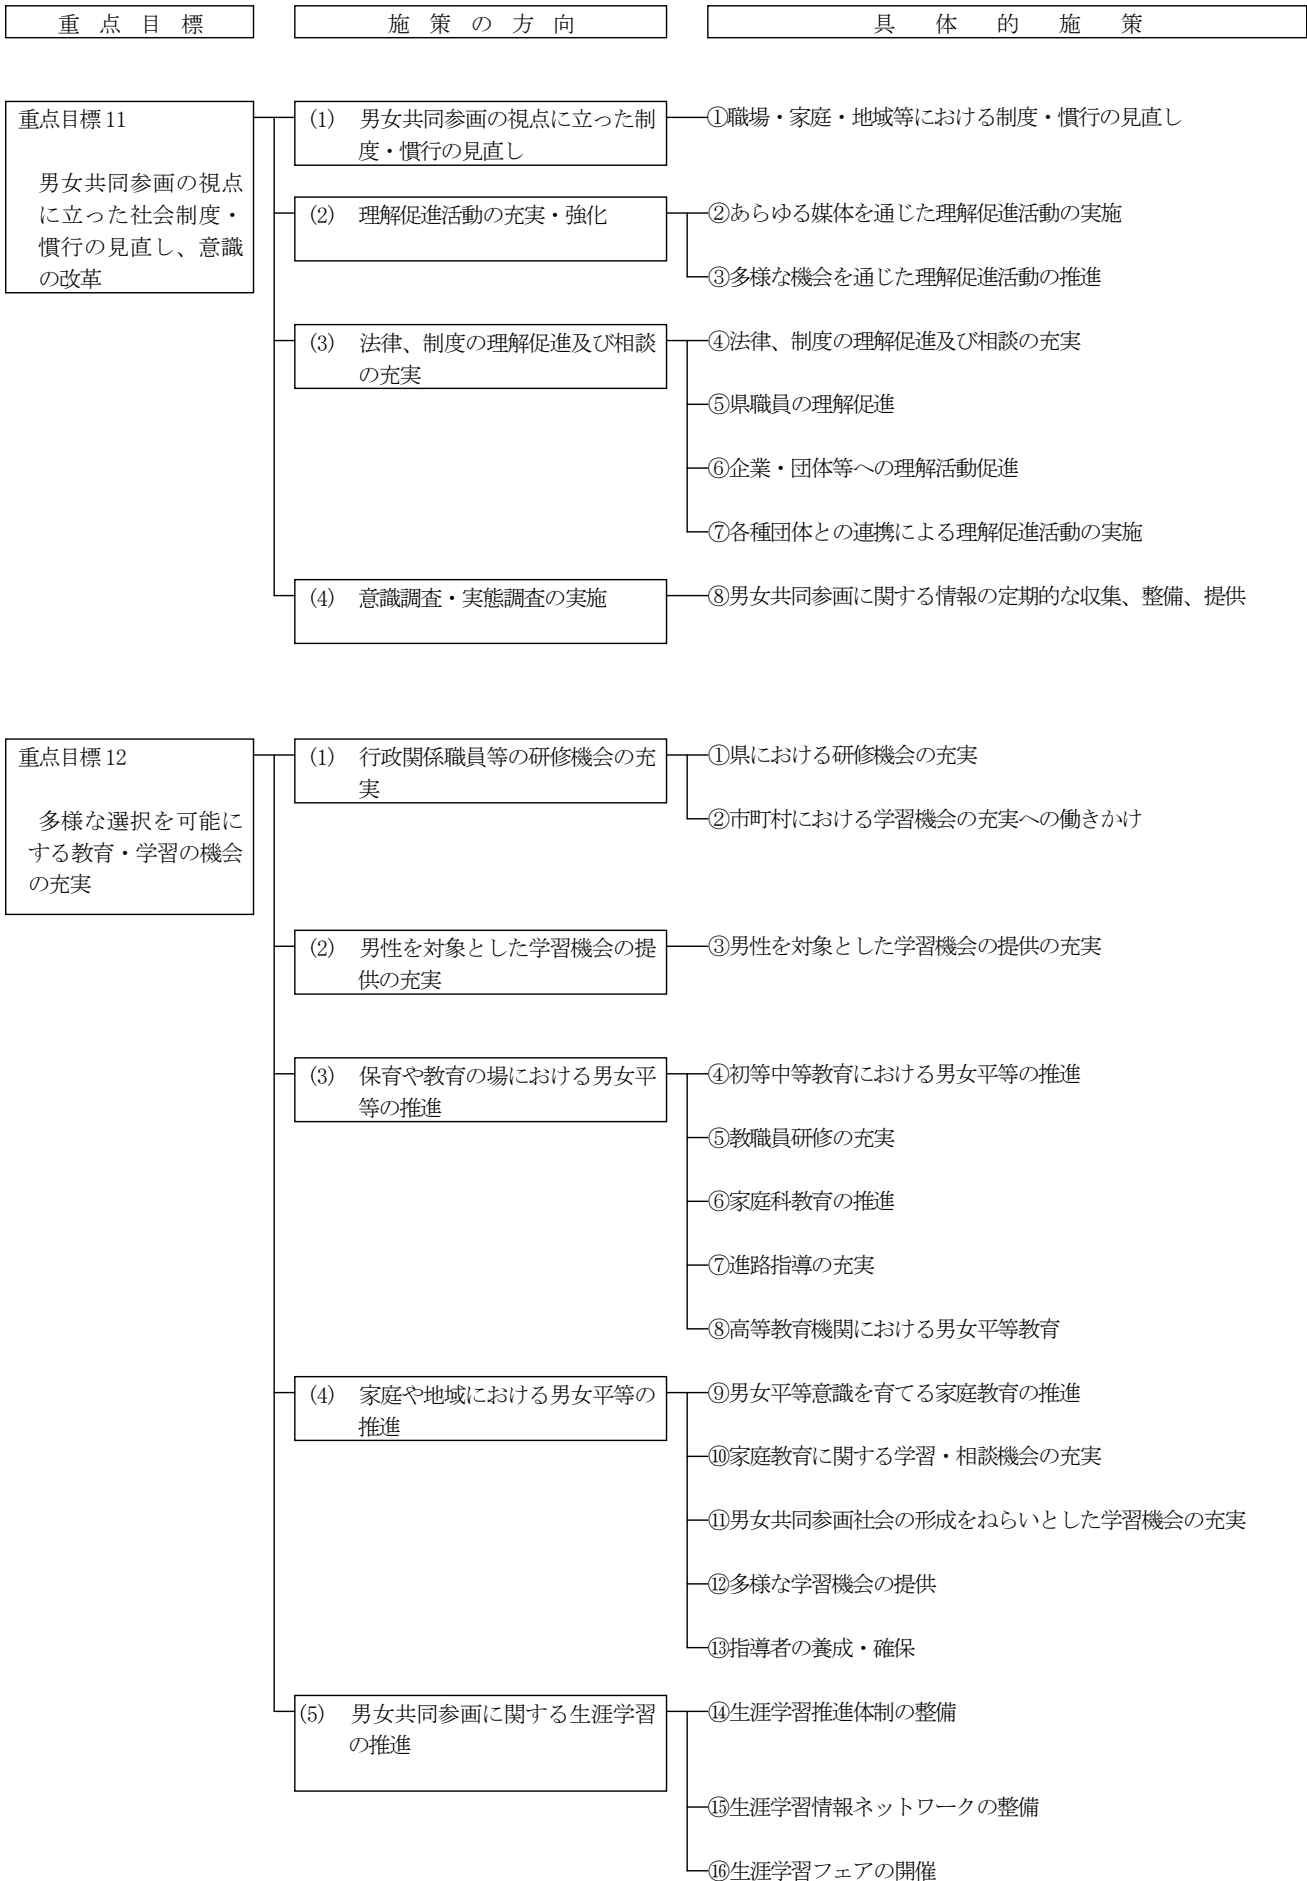 重点目標
施策の方向
具体的施策
重点目標11
男女共同参画の視点
に立った社会制度・
慣行の見直し、意識
の改革
(1) 男女共同参画の視点に立った制
度・慣行の見直し
①職場・家庭・地域等における制度・慣行の見直し
(2) 理解促進活動の充実・強化
②あらゆる媒体を通じた理解促進活動の実施
③多様な機会を通じた理解促進活動の推進
(3) 法律、制度の理解促進及び相談
の充実
④法律、制度の理解促進及び相談の充実
⑤県職員の理解促進
⑥企業・団体等への理解活動促進
⑦各種団体との連携による理解促進活動の実施
(4) 意識調査・実態調査の実施
⑧男女共同参画に関する情報の定期的な収集、整備、提供
重点目標12
多様な選択を可能に
する教育・学習の機会
の充実
(1) 行政関係職員等の研修機会の充
実
①県における研修機会の充実
②市町村における学習機会の充実への働きかけ
(2) 男性を対象とした学習機会の提
供の充実
③男性を対象とした学習機会の提供の充実
(3) 保育や教育の場における男女平
等の推進
④初等中等教育における男女平等の推進
⑤教職員研修の充実
⑥家庭科教育の推進
⑦進路指導の充実
⑧高等教育機関における男女平等教育
(4) 家庭や地域における男女平等の
推進
⑨男女平等意識を育てる家庭教育の推進
⑩家庭教育に関する学習・相談機会の充実
⑪男女共同参画社会の形成をねらいとした学習機会の充実
⑫多様な学習機会の提供
⑬指導者の養成・確保
(5) 男女共同参画に関する生涯学習
の推進
⑭生涯学習推進体制の整備
⑮生涯学習情報ネットワークの整備
⑯生涯学習フェアの開催